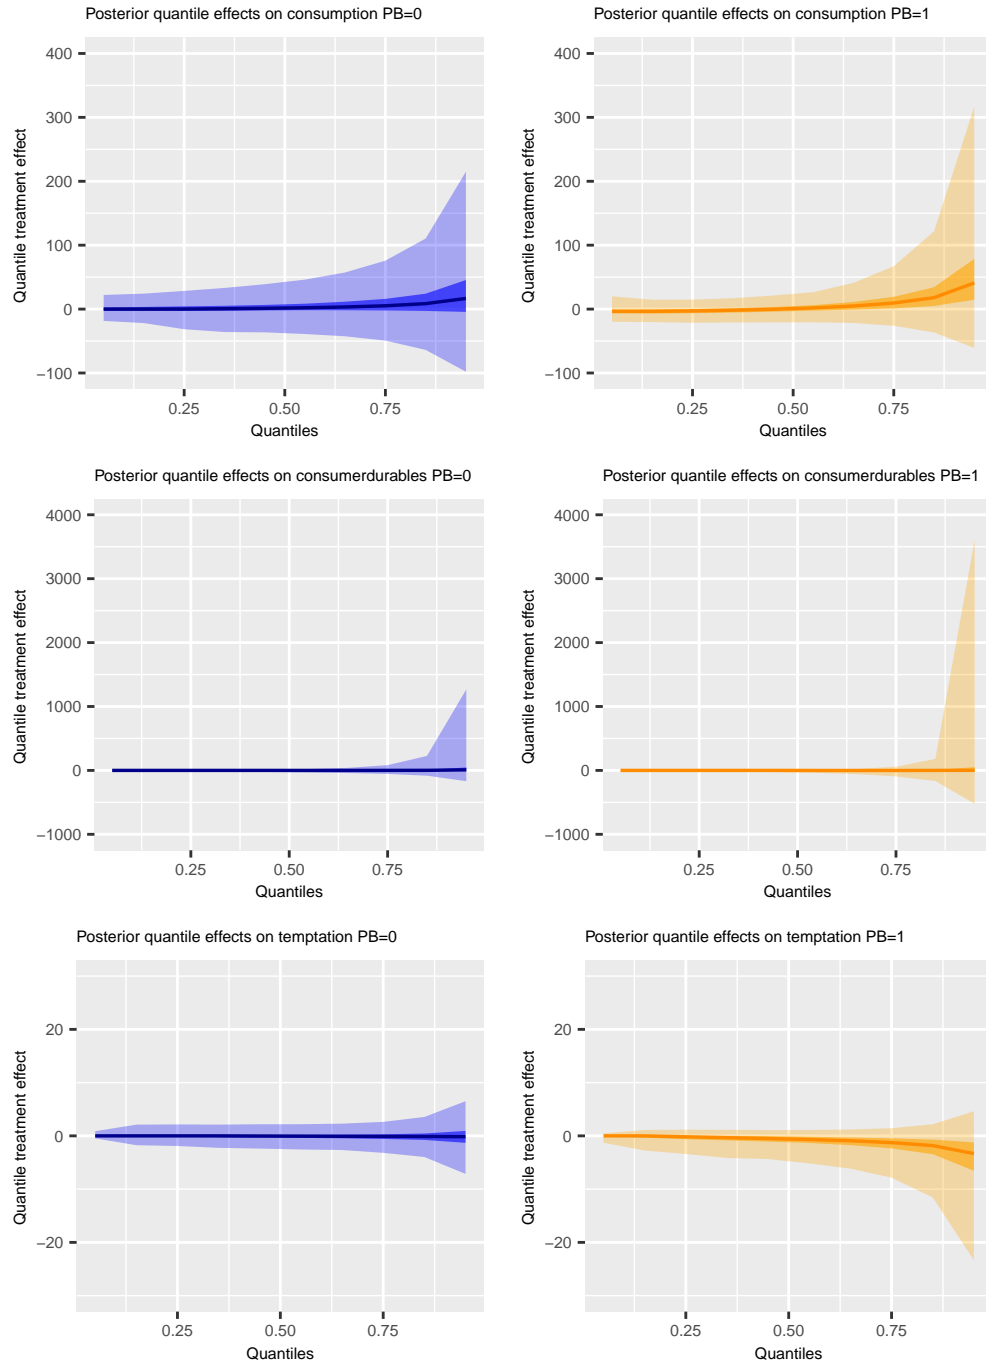 Posterior quantile effects on consumption PB=0
400
300
200
100
0
−100
Quantile treatment effect
0.25 0.50 0.75
Quantiles
Posterior quantile effects on consumption PB=1
400
300
200
100
0
−100
Quantile treatment effect
0.25 0.50 0.75
Quantiles
Posterior quantile effects on consumerdurables PB=0
4000
3000
2000
1000
0
−1000
Quantile treatment effect
0.25 0.50 0.75
Quantiles
Posterior quantile effects on consumerdurables PB=1
4000
3000
2000
1000
0
−1000
Quantile treatment effect
0.25 0.50 0.75
Quantiles
Posterior quantile effects on temptation PB=0
20
0
−20
Quantile treatment effect
0.25 0.50 0.75
Quantiles
Posterior quantile effects on temptation PB=1
20
0
−20
Quantile treatment effect
0.25 0.50 0.75
Quantiles